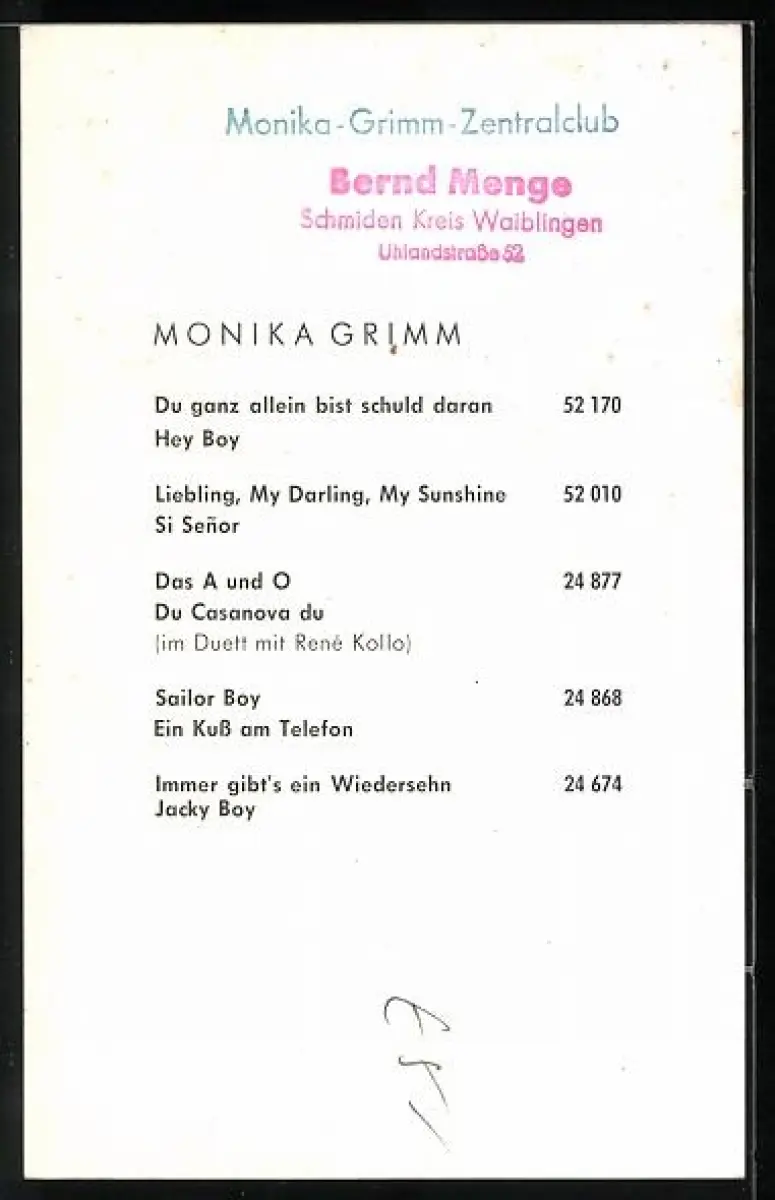 Monika-Grimm-Zentralclub
Bernd Menge
Schmiden Kreis Waiblingen
Uhlandstraße 52
MONIKA GRIMM
Du ganz allein bist schuld daran 52 170
Hey Boy
Liebling, My Darling, My Sunshine 52 010
Si Señor
Das A und O 24 877
Du Casanova du
(im Duett mit René Kollo)
Sailor Boy 24 868
Ein Kuß am Telefon
Immer gibt's ein Wiedersehn 24 674
Jacky Boy